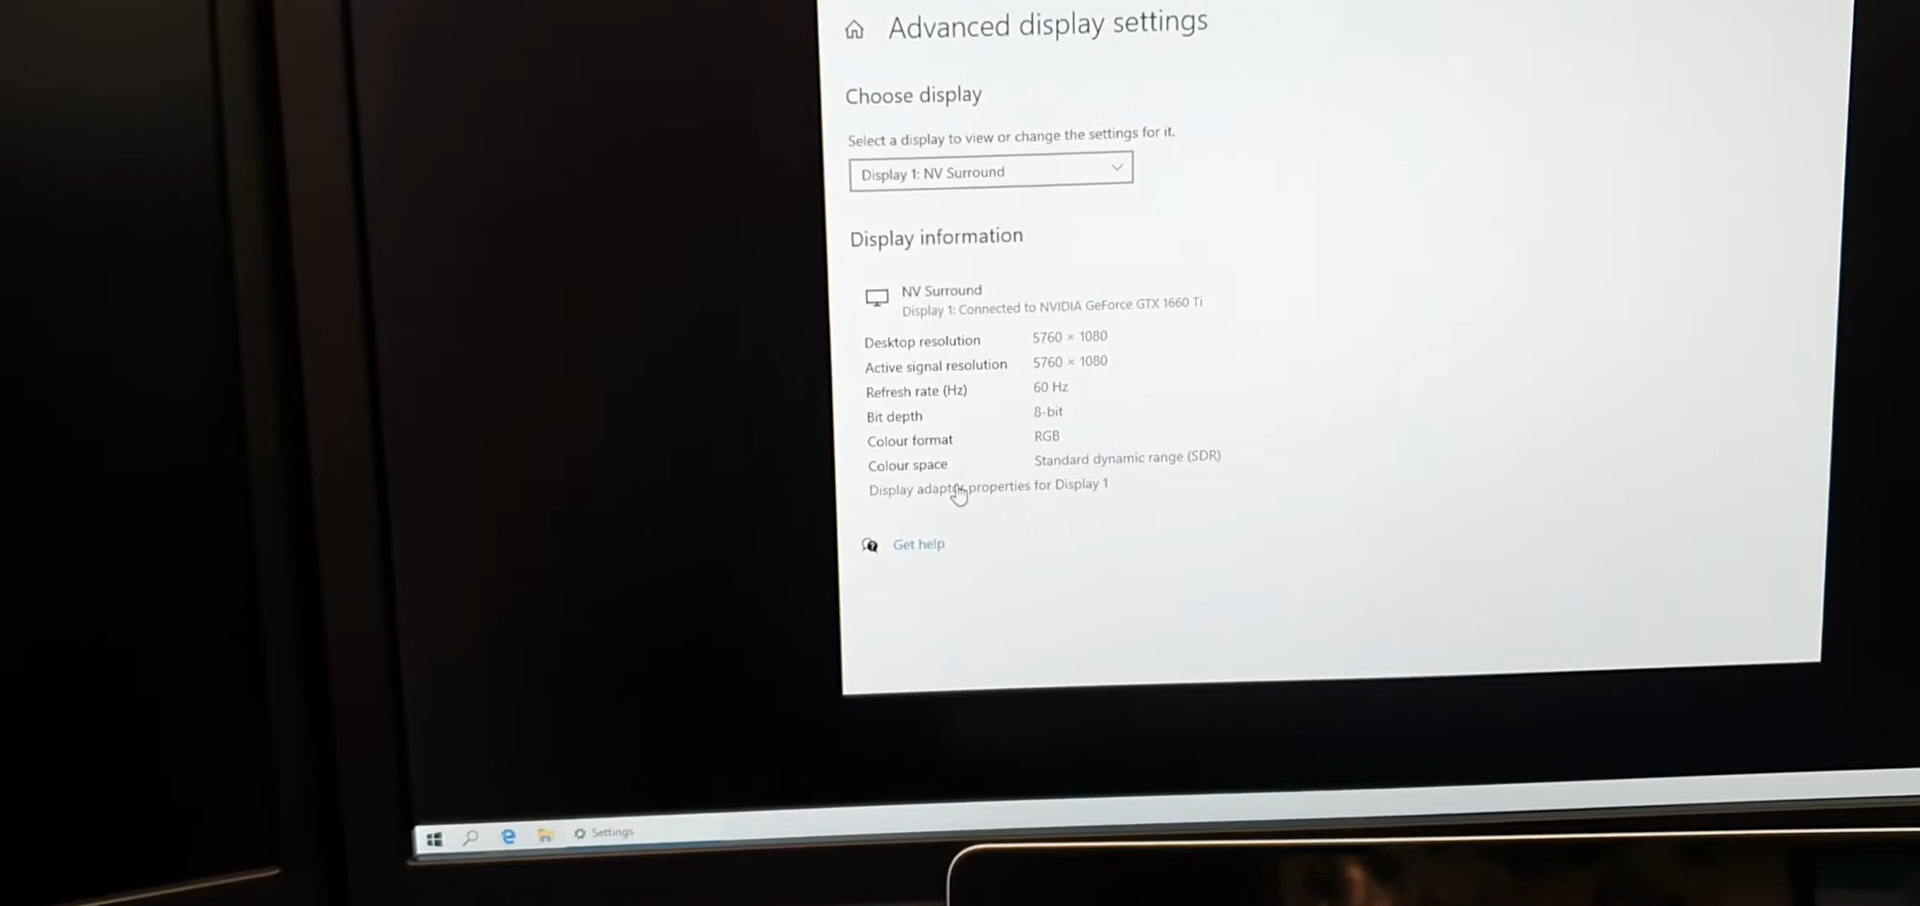 Advanced display settings
Choose display
Select a display to view or change the settings for it.
Display 1: NV Surround
Display information
NV Surround
Display 1: Connected to NVIDIA GeForce GTX 1660 Ti
Desktop resolution 5760 × 1080
Active signal resolution 5760 × 1080
Refresh rate (Hz) 60 Hz
Bit depth 8-bit
Colour format RGB
Colour space Standard dynamic range (SDR)
Display adaptor properties for Display 1
Get help
Settings